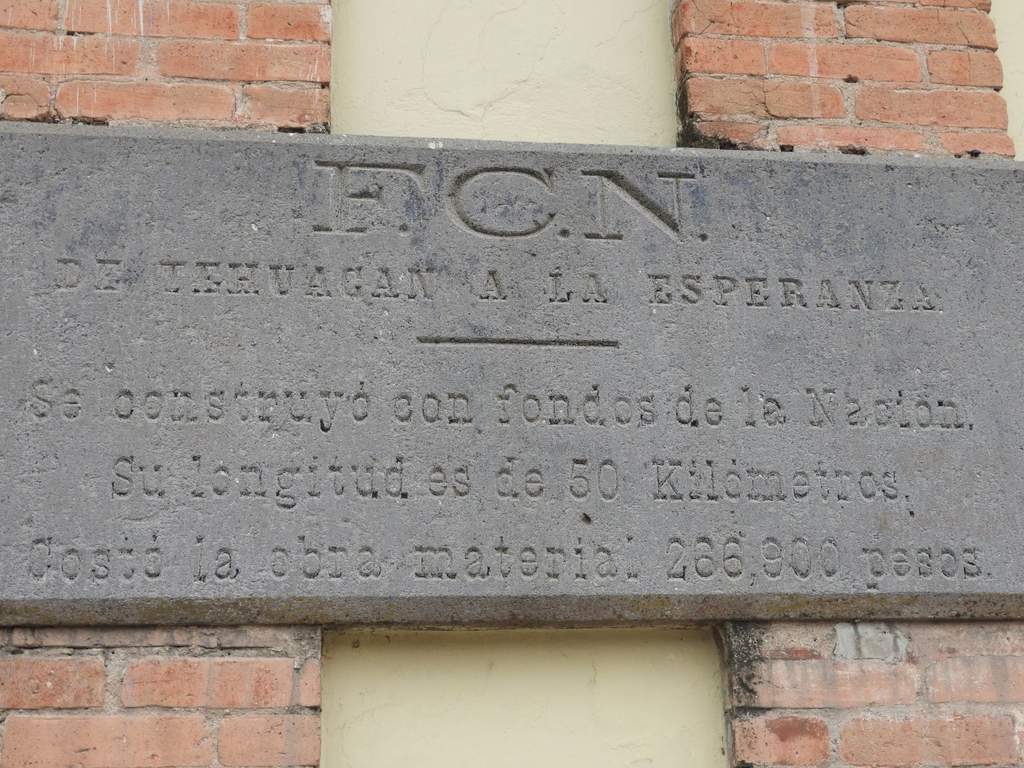 F.C.N.
DE TEHUACAN A LA ESPERANZA.
Se construyó con fondos de la Nación.
Su longitud es de 50 Kilómetros.
Costó la obra material 266,900 pesos.